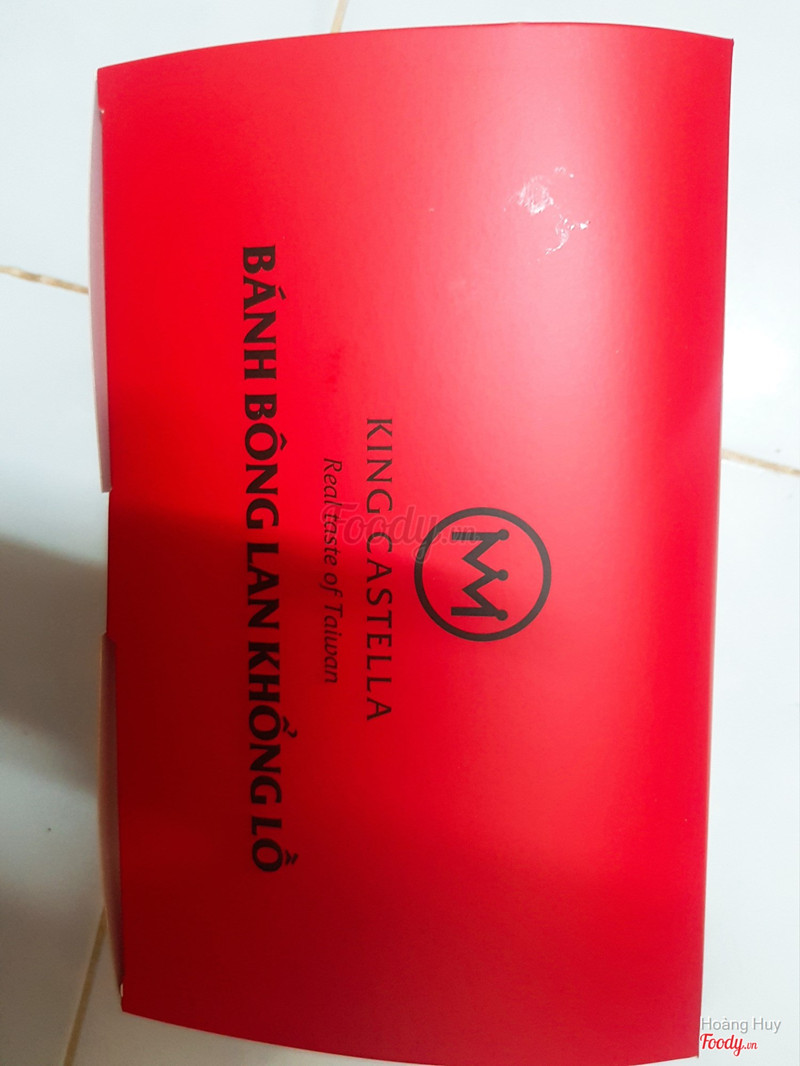 KING CASTELLA
Real taste of Taiwan
BÁNH BÔNG LAN KHỔNG LỒ
Foody.vn
Hoàng Huy
Foody.vn